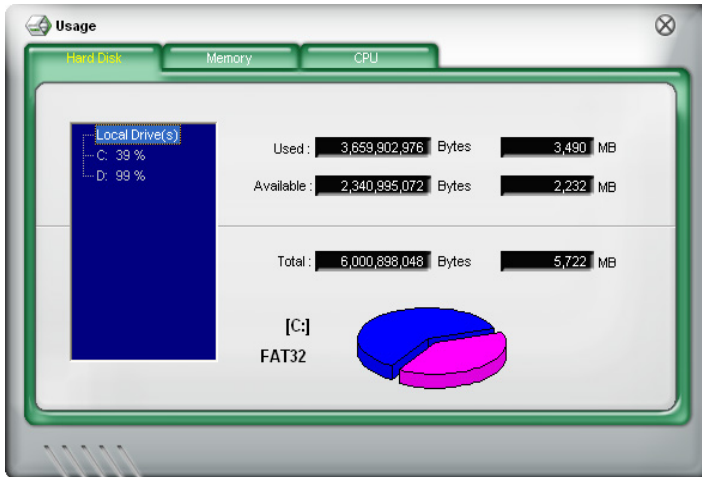 Usage
Hard Disk Memory CPU
Local Drive(s)
C: 39 %
D: 99 %
Used : 3,659,902,976 Bytes 3,490 MB
Available : 2,340,995,072 Bytes 2,232 MB
Total : 6,000,898,048 Bytes 5,722 MB
[C:]
FAT32